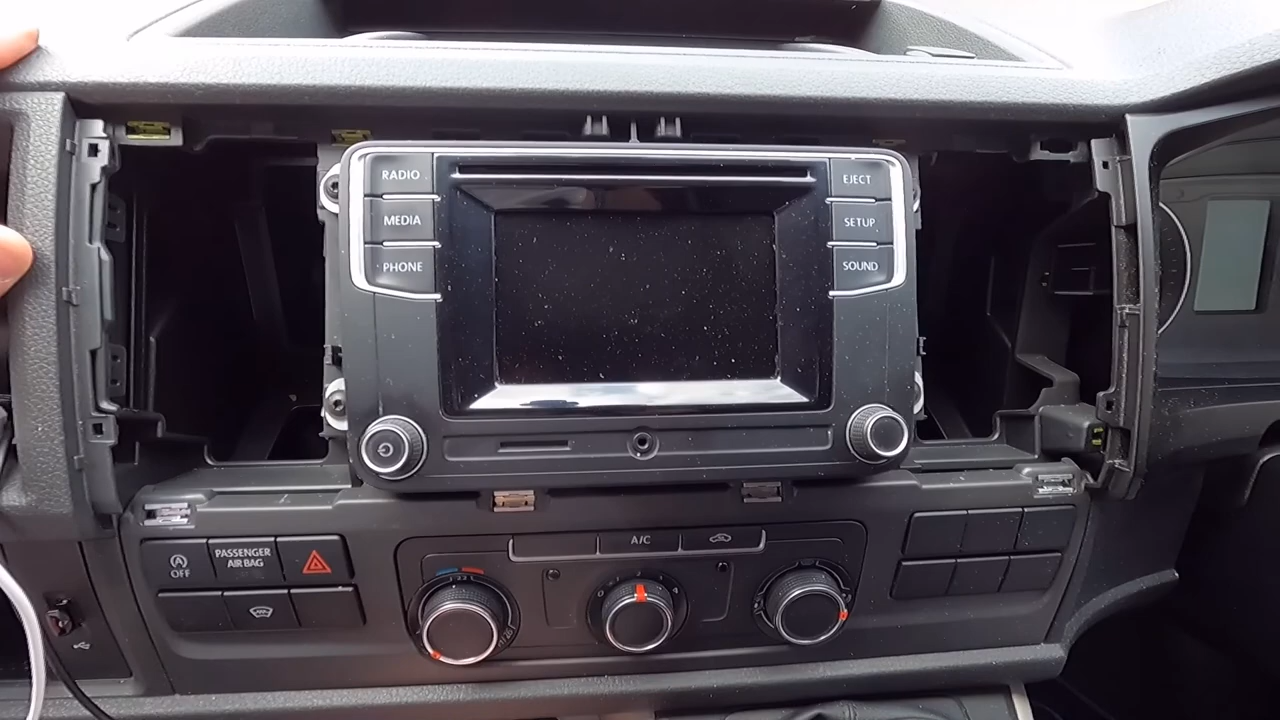 RADIO
MEDIA
PHONE
EJECT
SETUP
SOUND
OFF
PASSENGER
AIR BAG
A/C